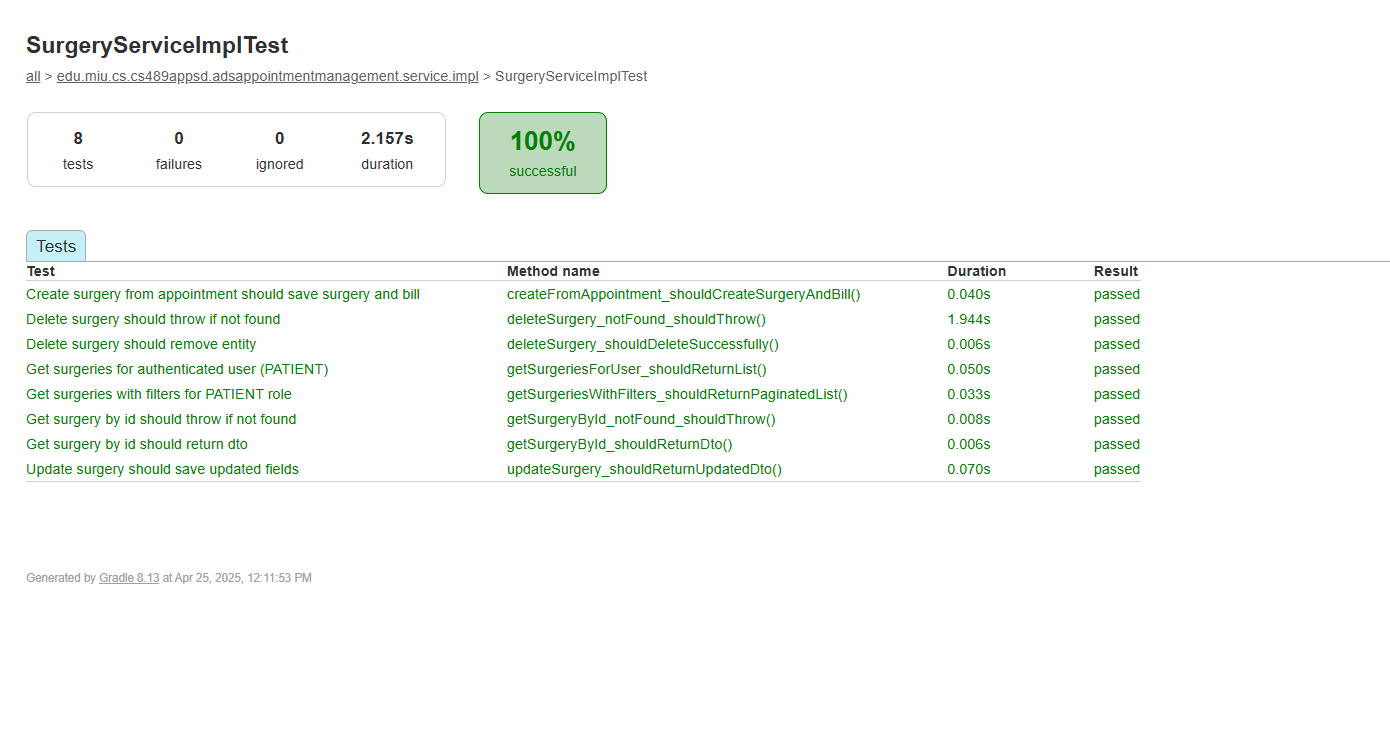 SurgeryServiceImplTest
all > edu.miu.cs.cs489appsd.adsappointmentmanagement.service.impl > SurgeryServiceImplTest
8 0 0 2.157s
tests failures ignored duration
100%
successful
Tests
Test Method name Duration Result
Create surgery from appointment should save surgery and bill createFromAppointment_shouldCreateSurgeryAndBill() 0.040s passed
Delete surgery should throw if not found deleteSurgery_notFound_shouldThrow() 1.944s passed
Delete surgery should remove entity deleteSurgery_shouldDeleteSuccessfully() 0.006s passed
Get surgeries for authenticated user (PATIENT) getSurgeriesForUser_shouldReturnList() 0.050s passed
Get surgeries with filters for PATIENT role getSurgeriesWithFilters_shouldReturnPaginatedList() 0.033s passed
Get surgery by id should throw if not found getSurgeryById_notFound_shouldThrow() 0.008s passed
Get surgery by id should return dto getSurgeryById_shouldReturnDto() 0.006s passed
Update surgery should save updated fields updateSurgery_shouldReturnUpdatedDto() 0.070s passed
Generated by Gradle 8.13 at Apr 25, 2025, 12:11:53 PM